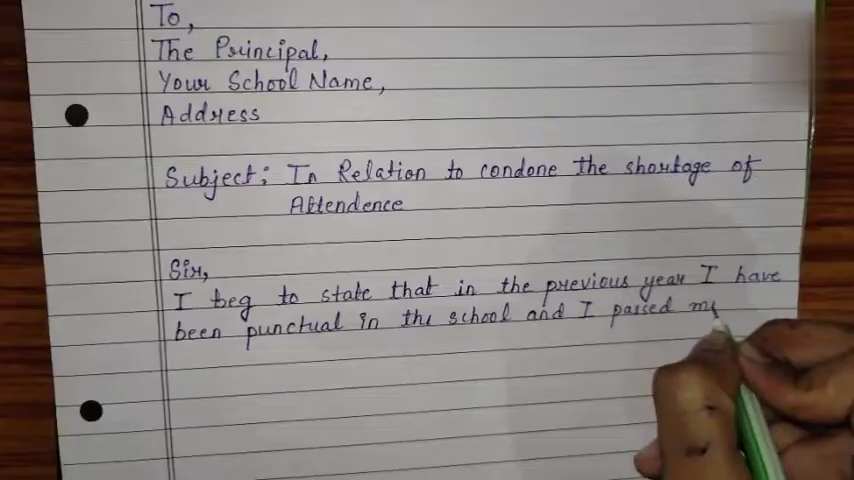 To,
The Principal,
Your School Name,
Address
Subject: In Relation to condone the shortage of
Attendence
Sir,
I beg to state that in the previous year I have
been punctual in the school and I passed my